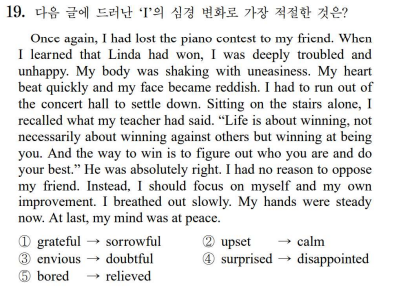 19. 다음 글에 드러난 ‘I’의 심경 변화로 가장 적절한 것은?
Once again, I had lost the piano contest to my friend. When
I learned that Linda had won, I was deeply troubled and
unhappy. My body was shaking with uneasiness. My heart
beat quickly and my face became reddish. I had to run out of
the concert hall to settle down. Sitting on the stairs alone, I
recalled what my teacher had said. “Life is about winning, not
necessarily about winning against others but winning at being
you. And the way to win is to figure out who you are and do
your best.” He was absolutely right. I had no reason to oppose
my friend. Instead, I should focus on myself and my own
improvement. I breathed out slowly. My hands were steady
now. At last, my mind was at peace.
① grateful → sorrowful ② upset → calm
③ envious → doubtful ④ surprised → disappointed
⑤ bored → relieved